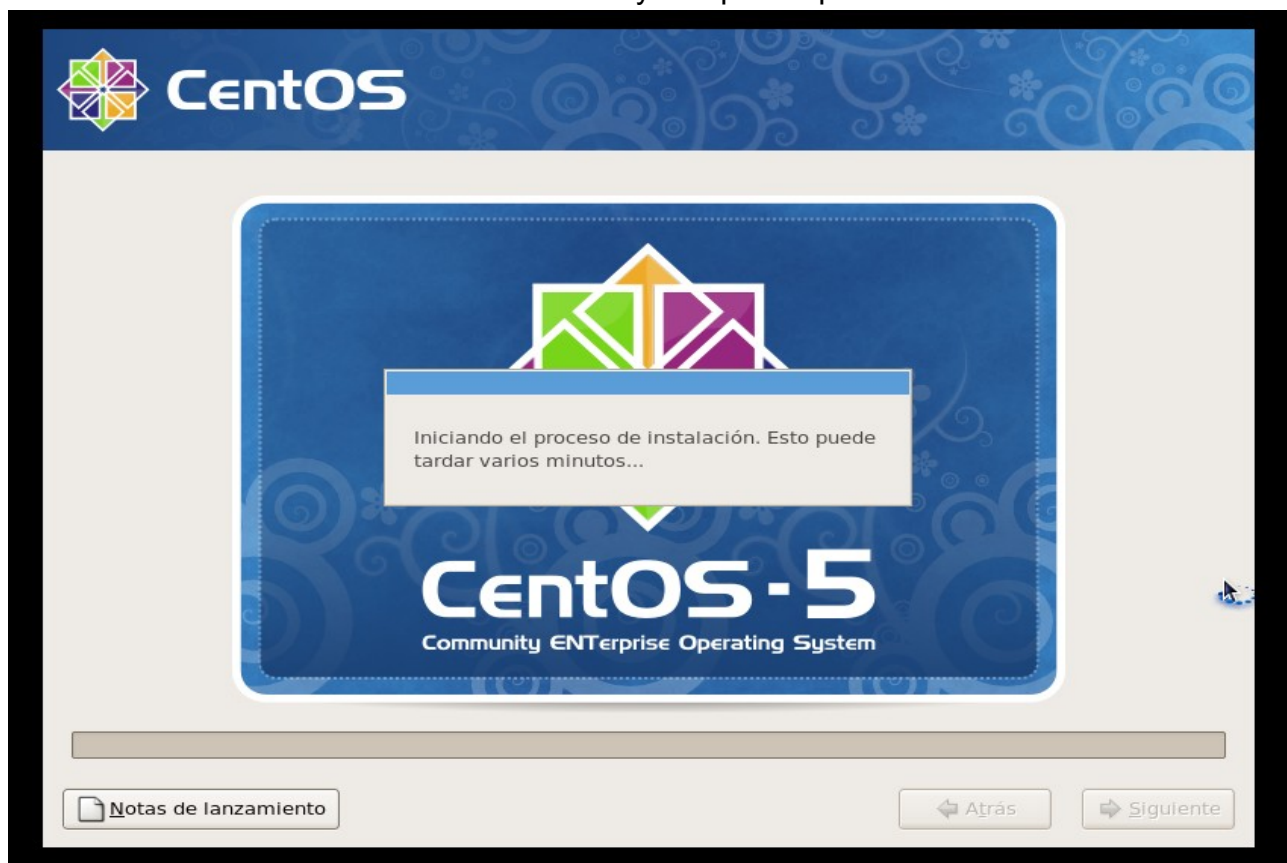 CentOS
Iniciando el proceso de instalación. Esto puede
tardar varios minutos...
CentOS-5
Community ENTerprise Operating System
Notas de lanzamiento
Atrás
Siguiente